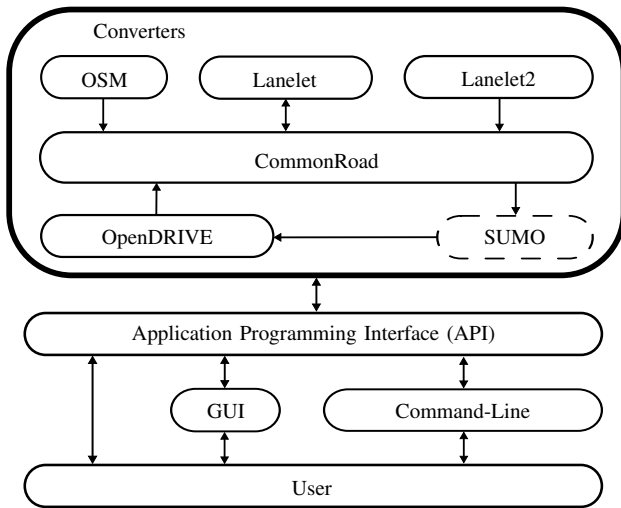 Converters
OSM
Lanelet
Lanelet2
CommonRoad
OpenDRIVE
SUMO
Application Programming Interface (API)
GUI
Command-Line
User